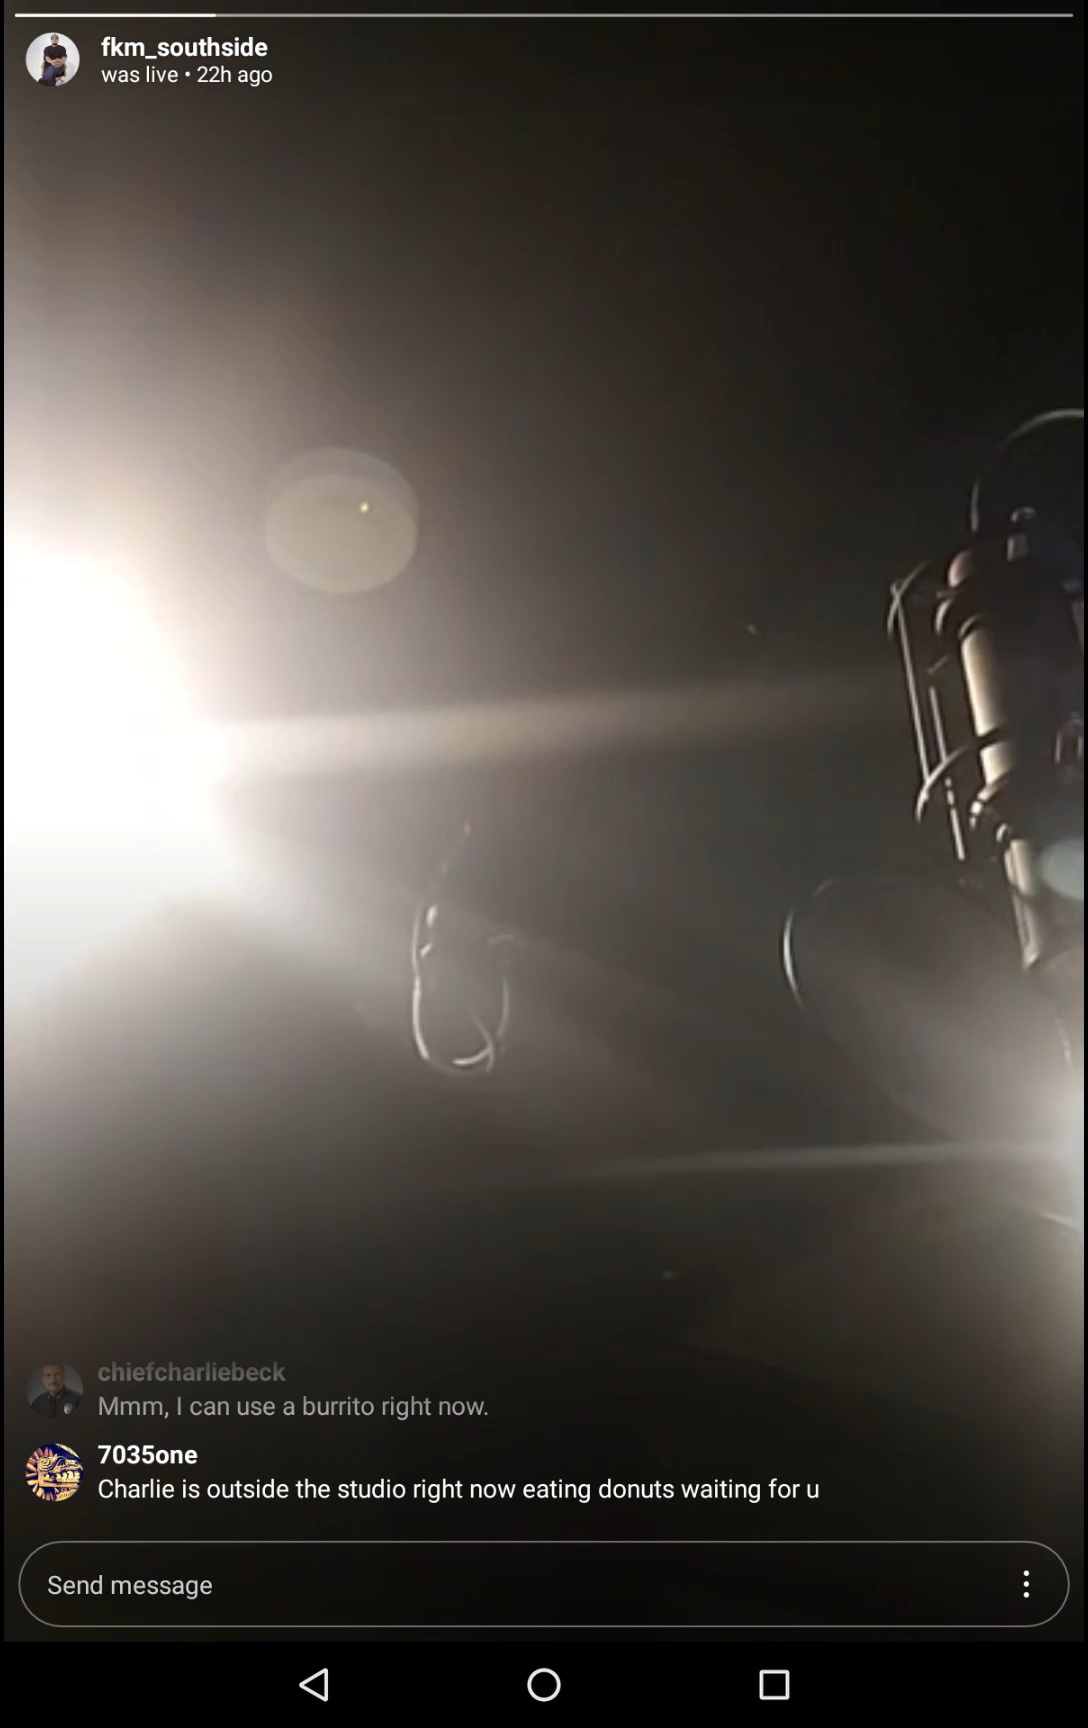 fkm_southside
was live • 22h ago
chiefcharliebeck
Mmm, I can use a burrito right now.
7035one
Charlie is outside the studio right now eating donuts waiting for u
Send message